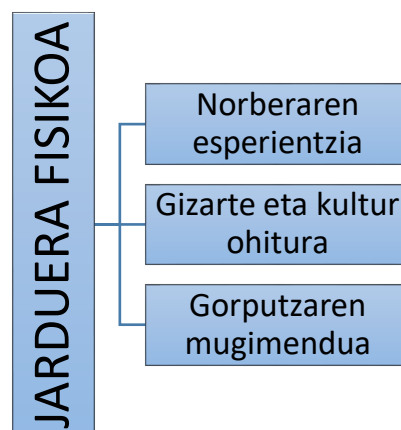 JARDUERA FISIKOA
Norberaren
esperientzia
Gizarte eta kultur
ohitura
Gorputzaren
mugimendua